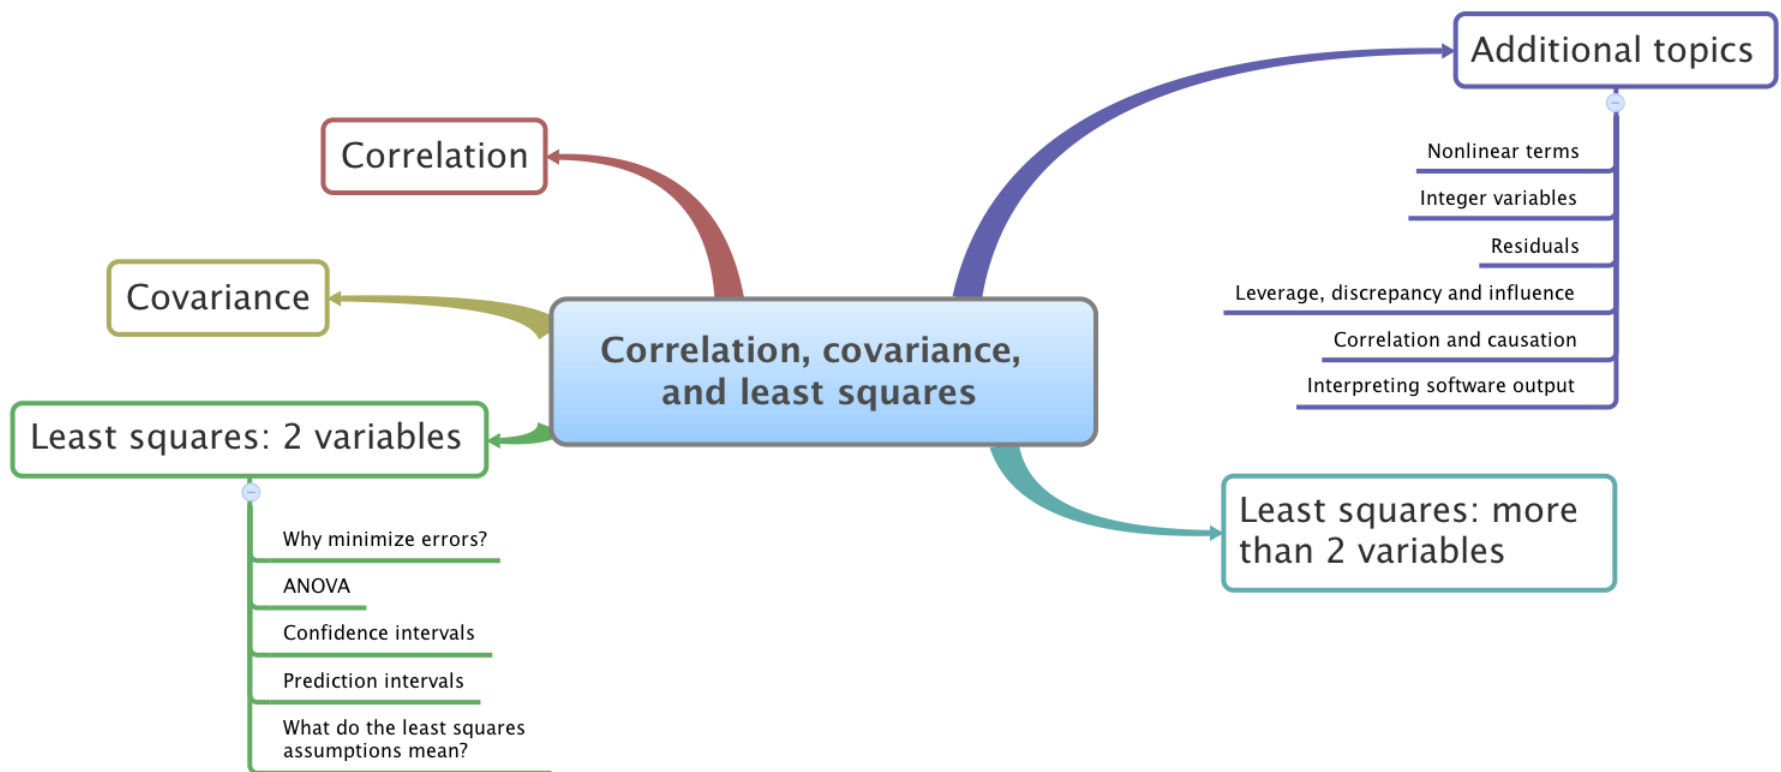 Additional topics
Nonlinear terms
Integer variables
Residuals
Leverage, discrepancy and influence
Correlation and causation
Interpreting software output
Correlation
Covariance
Correlation, covariance,
and least squares
Least squares: 2 variables
Why minimize errors?
ANOVA
Confidence intervals
Prediction intervals
What do the least squares
assumptions mean?
Least squares: more
than 2 variables